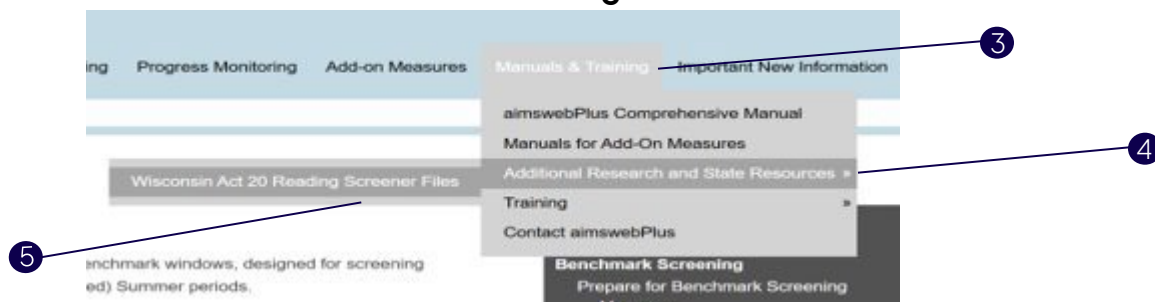 3
ing Progress Monitoring Add-on Measures Manuals & Training Important New Information
aimswebPlus Comprehensive Manual
Manuals for Add-On Measures
4
Wisconsin Act 20 Reading Screener Files
Additional Research and State Resources »
Training »
Contact aimswebPlus
5
enchmark windows, designed for screening
ed) Summer periods.
Benchmark Screening
Prepare for Benchmark Screening